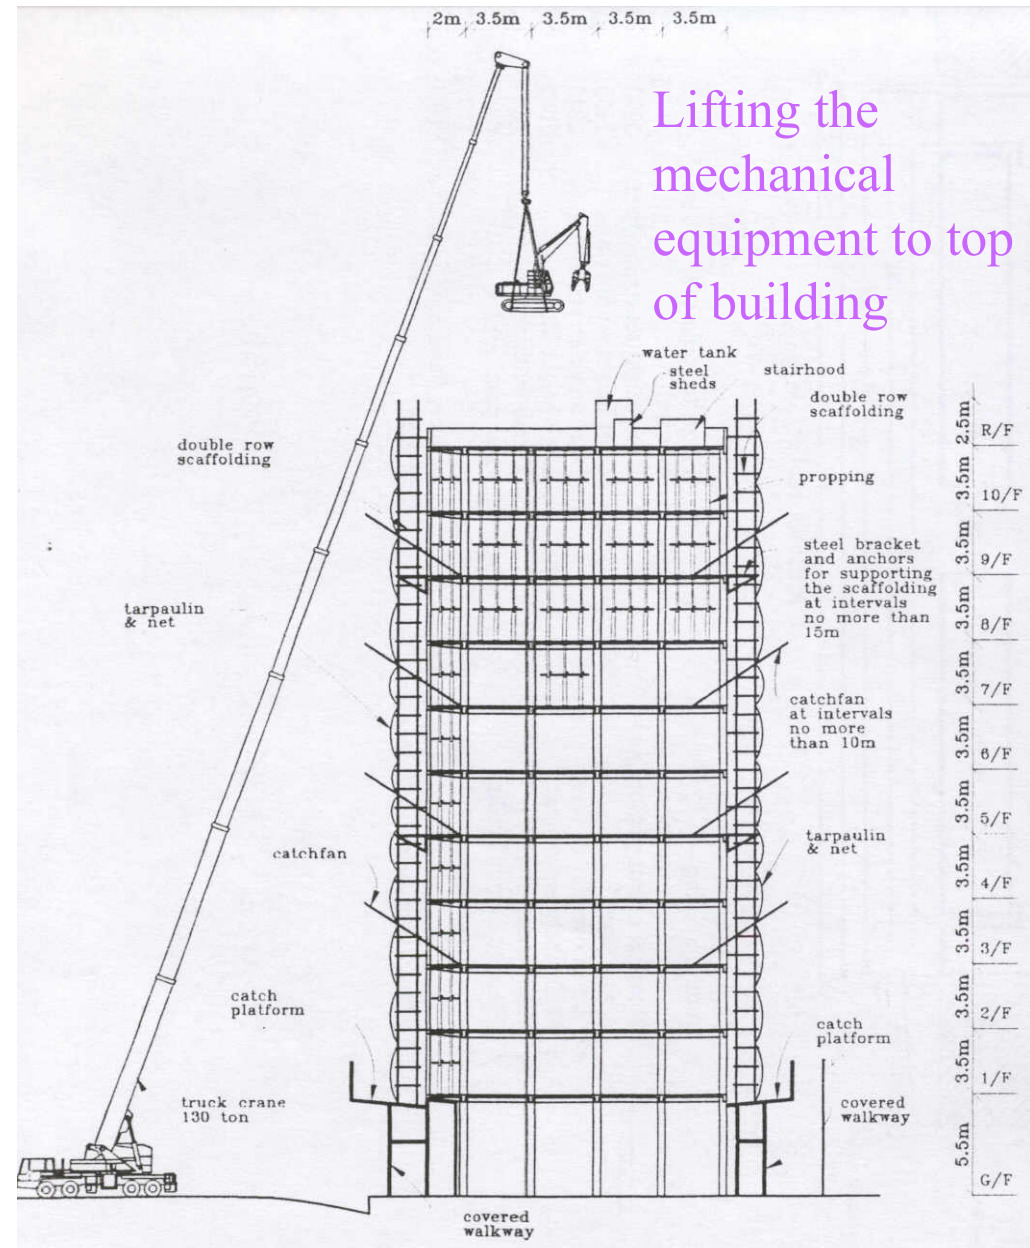 2m 3.5m 3.5m 3.5m 3.5m
Lifting the
mechanical
equipment to top
of building
water tank
steel
sheds
stairhood
double row
scaffolding
double row
scaffolding
propping
steel bracket
and anchors
for supporting
the scaffolding
at intervals
no more than
15m
tarpaulin
& net
catchfan
at intervals
no more
than 10m
tarpaulin
& net
catchfan
catch
platform
catch
platform
truck crane
130 ton
covered
walkway
covered
walkway
2.5m R/F
3.5m 10/F
3.5m 9/F
3.5m 8/F
3.5m 7/F
3.5m 6/F
3.5m 5/F
3.5m 4/F
3.5m 3/F
3.5m 2/F
3.5m 1/F
5.5m G/F